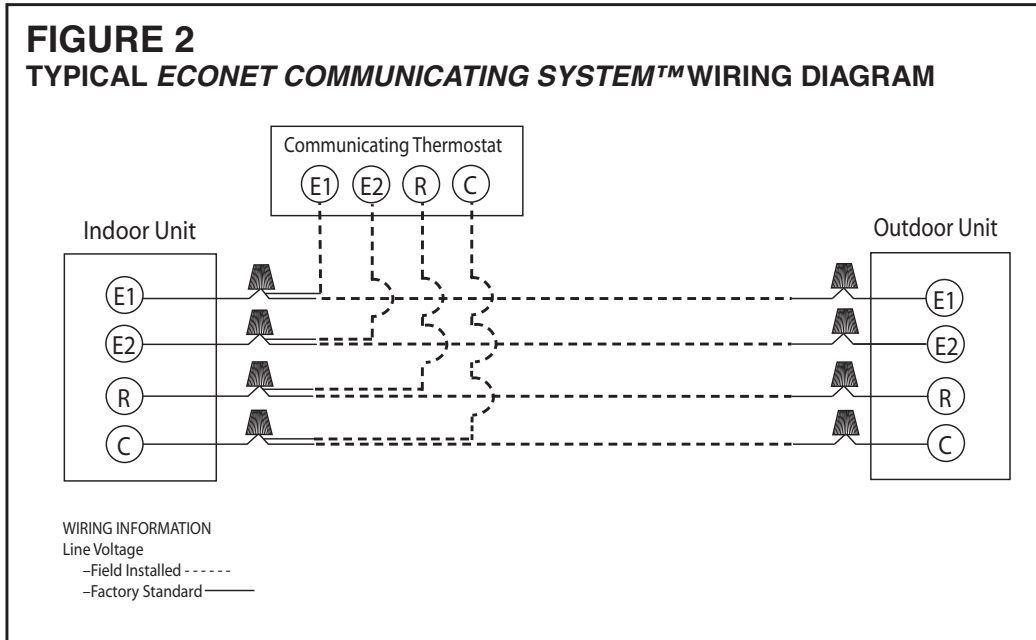 FIGURE 2
TYPICAL ECONET COMMUNICATING SYSTEM™ WIRING DIAGRAM
Communicating Thermostat
E1 E2 R C
Indoor Unit
Outdoor Unit
E1
E2
R
C
E1
E2
R
C
WIRING INFORMATION
Line Voltage
–Field Installed
–Factory Standard